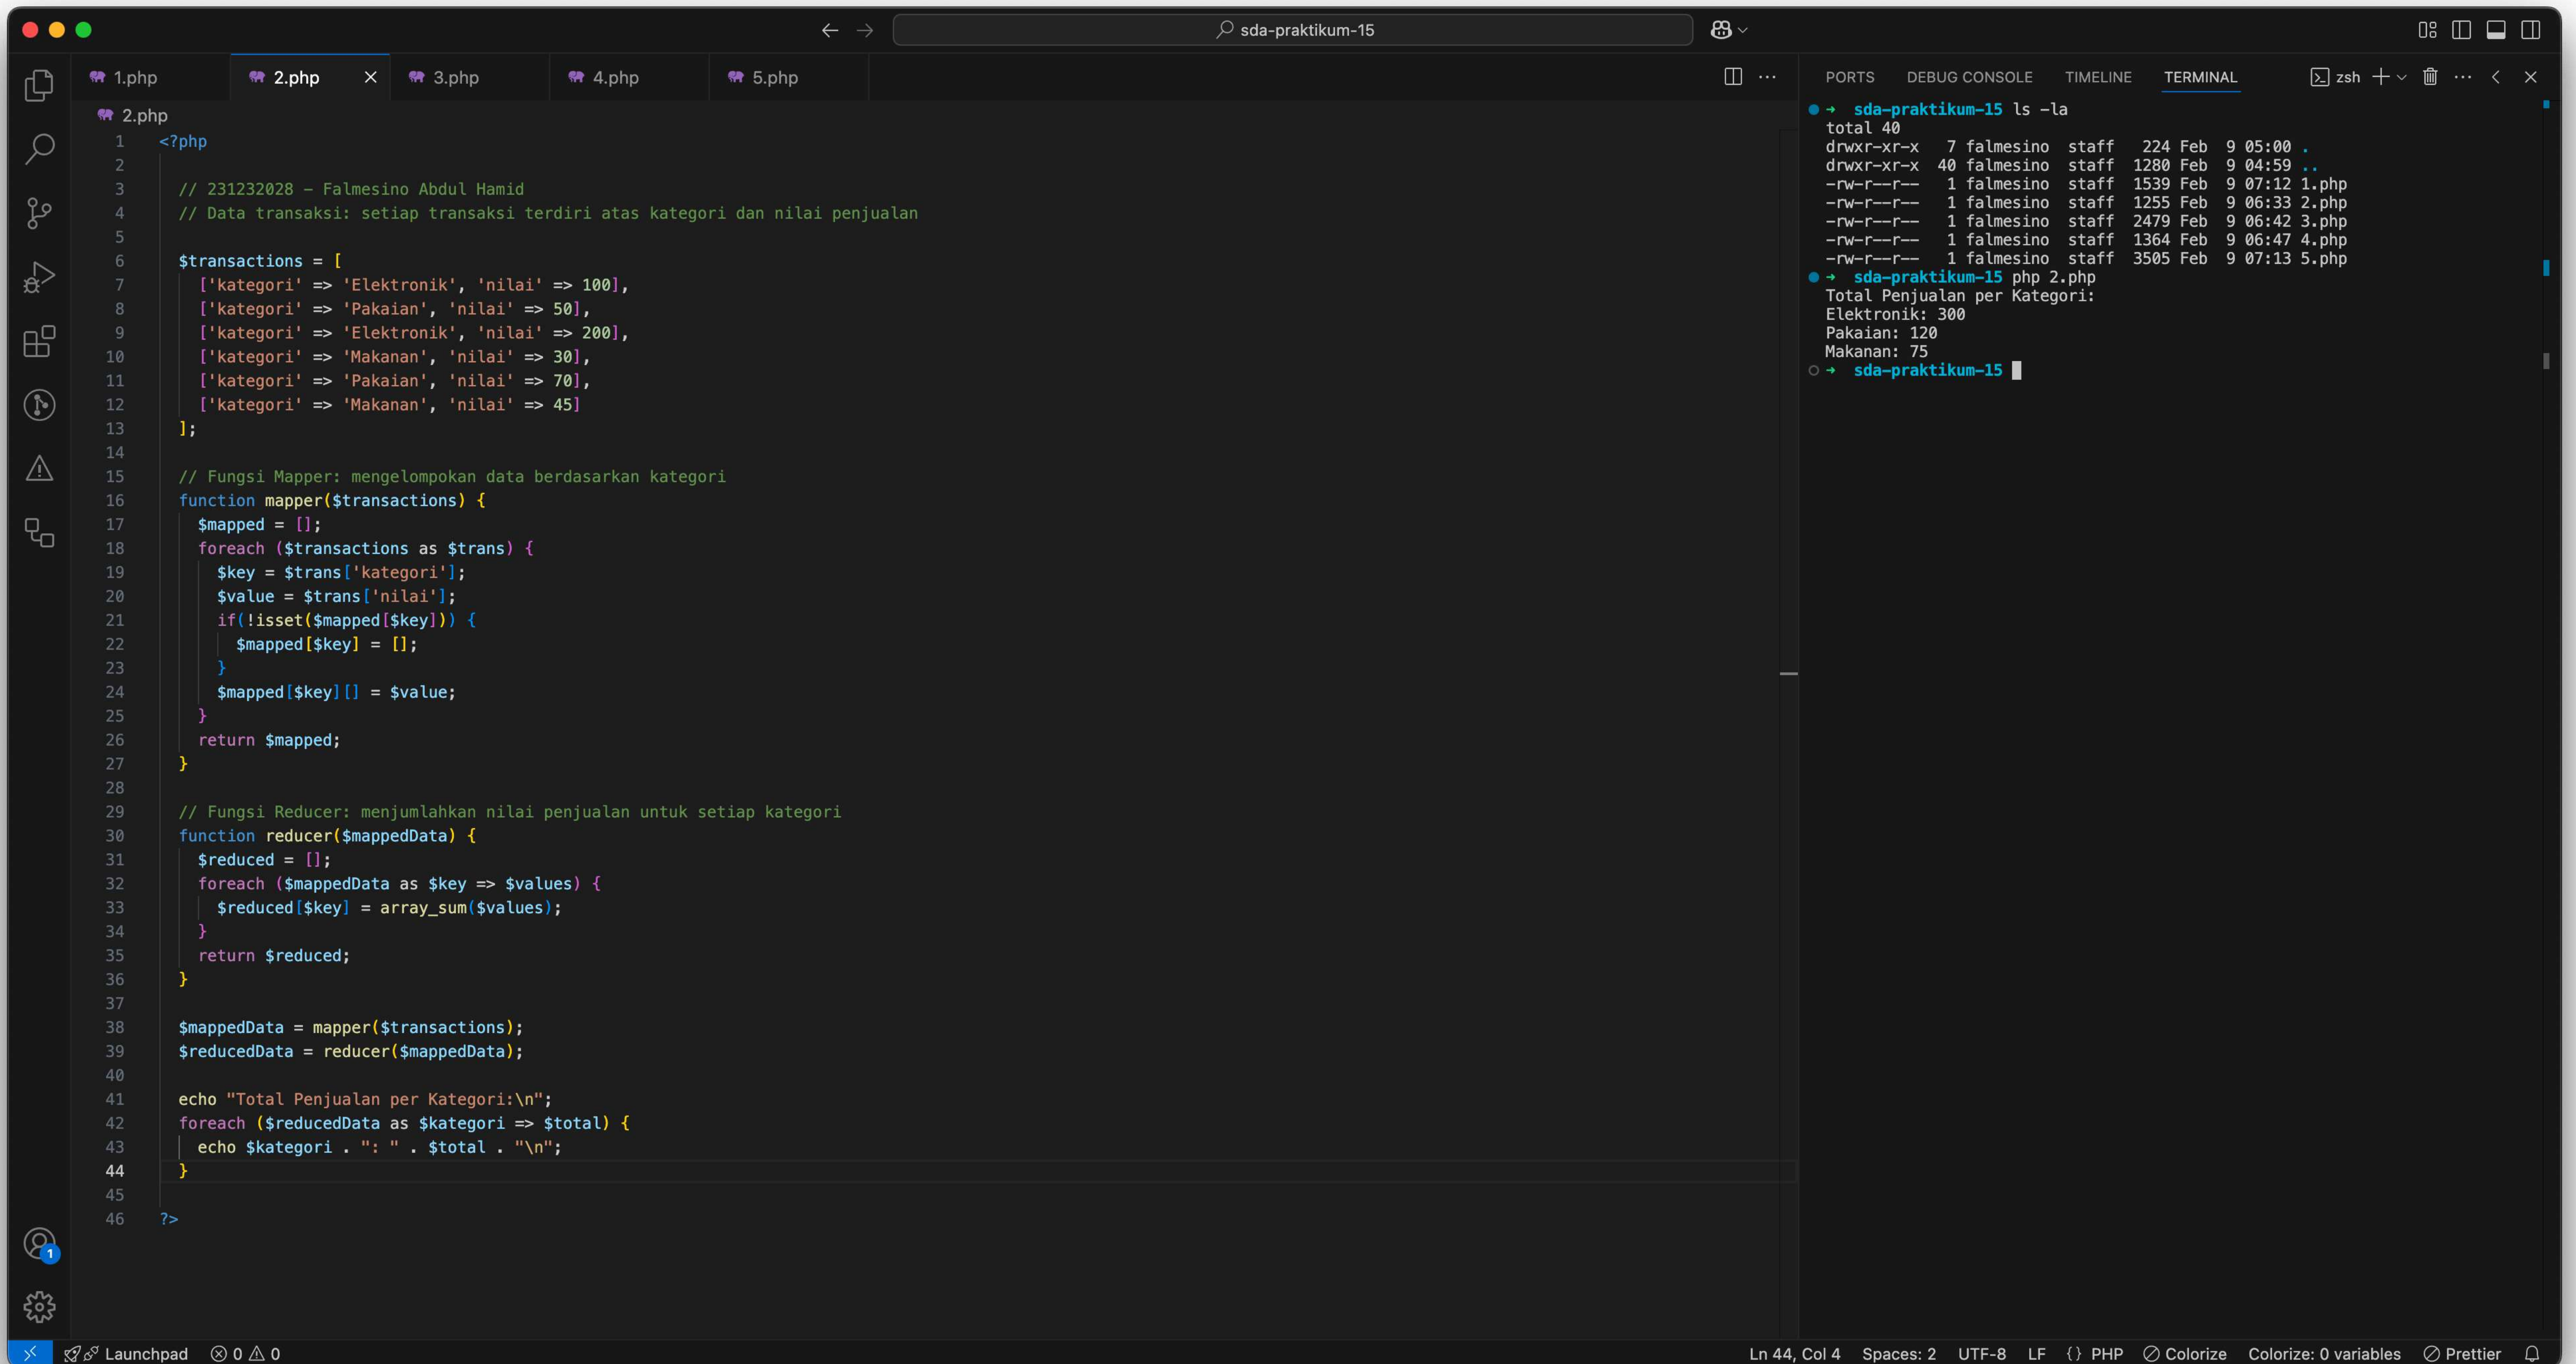 sda-praktikum-15
1.php
2.php
3.php
4.php
5.php
2.php
1 <?php
2
3 // 231232028 – Falmesino Abdul Hamid
4 // Data transaksi: setiap transaksi terdiri atas kategori dan nilai penjualan
5
6 $transactions = [
7 ['kategori' => 'Elektronik', 'nilai' => 100],
8 ['kategori' => 'Pakaian', 'nilai' => 50],
9 ['kategori' => 'Elektronik', 'nilai' => 200],
10 ['kategori' => 'Makanan', 'nilai' => 30],
11 ['kategori' => 'Pakaian', 'nilai' => 70],
12 ['kategori' => 'Makanan', 'nilai' => 45]
13 ];
14
15 // Fungsi Mapper: mengelompokan data berdasarkan kategori
16 function mapper($transactions) {
17 $mapped = [];
18 foreach ($transactions as $trans) {
19 $key = $trans['kategori'];
20 $value = $trans['nilai'];
21 if(!isset($mapped[$key])) {
22 $mapped[$key] = [];
23 }
24 $mapped[$key][] = $value;
25 }
26 return $mapped;
27 }
28
29 // Fungsi Reducer: menjumlahkan nilai penjualan untuk setiap kategori
30 function reducer($mappedData) {
31 $reduced = [];
32 foreach ($mappedData as $key => $values) {
33 $reduced[$key] = array_sum($values);
34 }
35 return $reduced;
36 }
37
38 $mappedData = mapper($transactions);
39 $reducedData = reducer($mappedData);
40
41 echo "Total Penjualan per Kategori:\n";
42 foreach ($reducedData as $kategori => $total) {
43 echo $kategori . ": " . $total . "\n";
44 }
45
46 ?>
PORTS DEBUG CONSOLE TIMELINE TERMINAL zsh
→ sda-praktikum-15 ls -la
total 40
drwxr-xr-x 7 falmesino staff 224 Feb 9 05:00 .
drwxr-xr-x 40 falmesino staff 1280 Feb 9 04:59 ..
-rw-r--r-- 1 falmesino staff 1539 Feb 9 07:12 1.php
-rw-r--r-- 1 falmesino staff 1255 Feb 9 06:33 2.php
-rw-r--r-- 1 falmesino staff 2479 Feb 9 06:42 3.php
-rw-r--r-- 1 falmesino staff 1364 Feb 9 06:47 4.php
-rw-r--r-- 1 falmesino staff 3505 Feb 9 07:13 5.php
→ sda-praktikum-15 php 2.php
Total Penjualan per Kategori:
Elektronik: 300
Pakaian: 120
Makanan: 75
→ sda-praktikum-15
1
Launchpad 0 0
Ln 44, Col 4 Spaces: 2 UTF-8 LF {} PHP Colorize Colorize: 0 variables Prettier